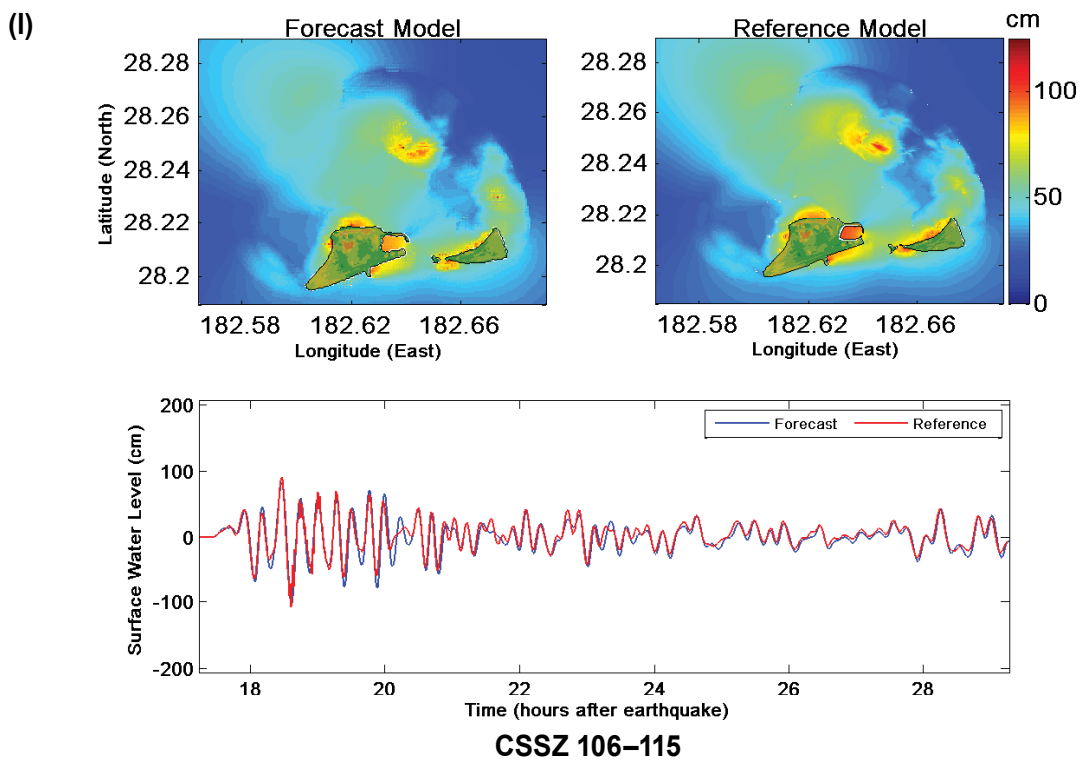 (l)
Forecast Model
Reference Model
cm
28.28
28.26
28.24
28.22
28.2
Latitude (North)
182.58
182.62
182.66
Longitude (East)
28.28
28.26
28.24
28.22
28.2
182.58
182.62
182.66
Longitude (East)
100
50
0
200
100
0
-100
-200
Surface Water Level (cm)
Forecast
Reference
18
20
22
24
26
28
Time (hours after earthquake)
CSSZ 106–115